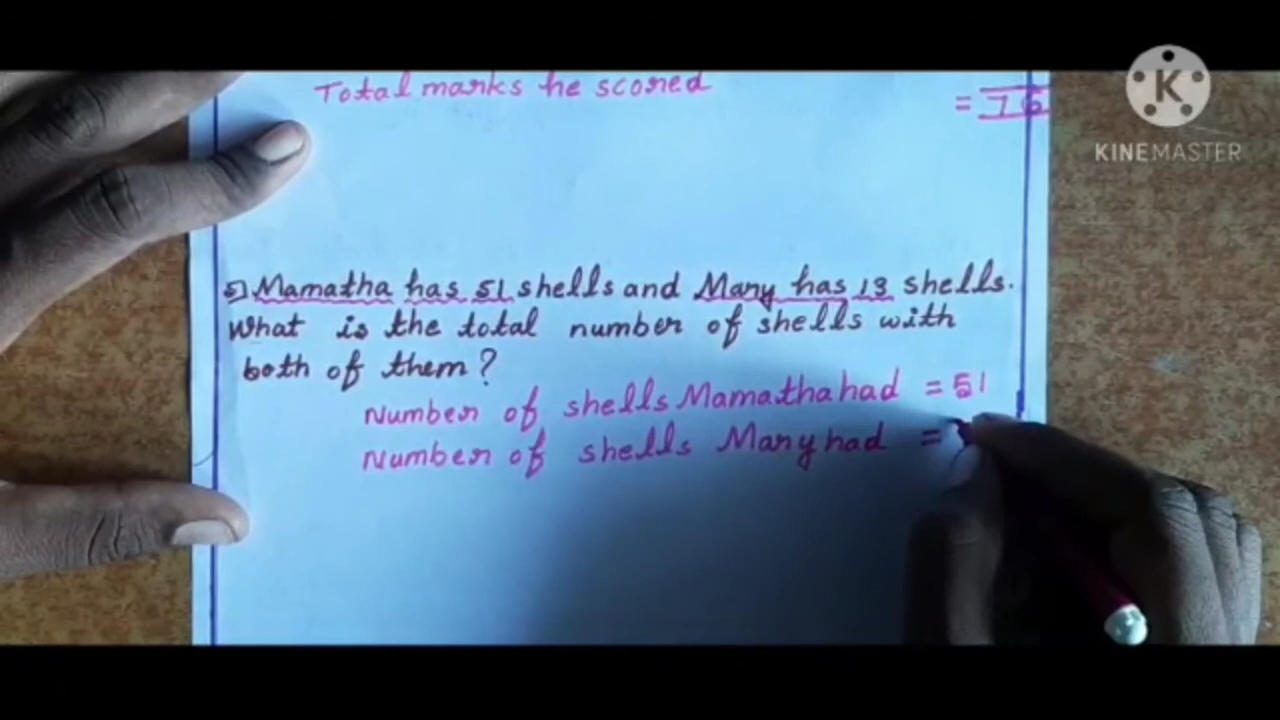 Total marks he scored
= 76
K
KINEMASTER
5) Mamatha has 51 shells and Mary has 13 shells.
What is the total number of shells with
both of them?
Number of shells Mamatha had = 51
Number of shells Mary had =